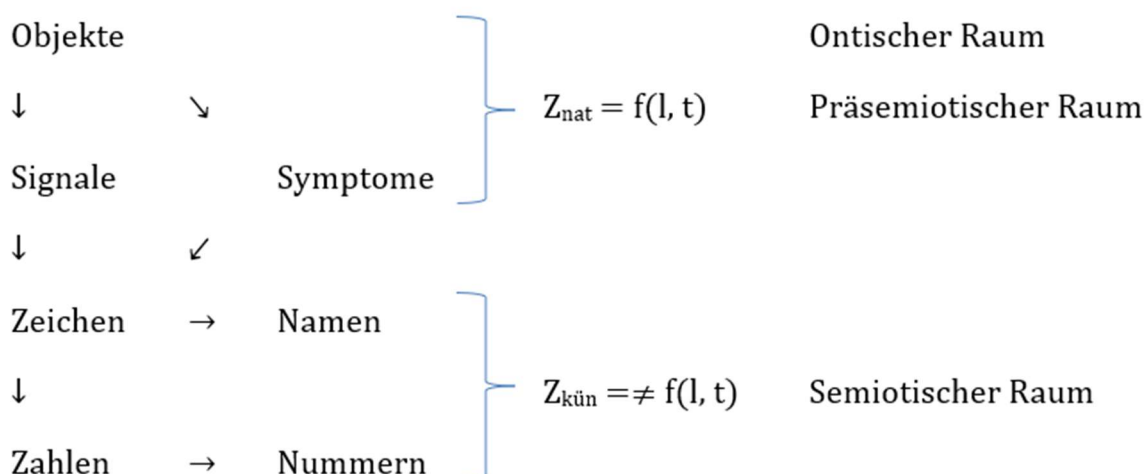 Objekte Ontischer Raum
↓ ↘ Z_nat = f(l, t) Präsemiotischer Raum
Signale Symptome
↓ ↙
Zeichen → Namen
↓ Z_kün =≠ f(l, t) Semiotischer Raum
Zahlen → Nummern